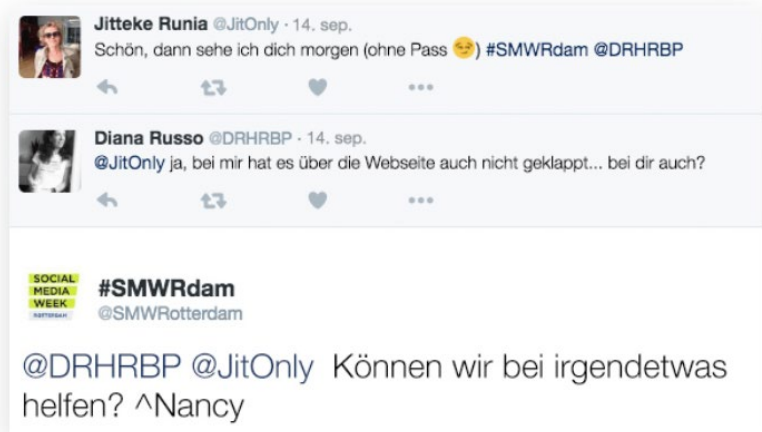 Jitteke Runia @JitOnly · 14. sep.
Schön, dann sehe ich dich morgen (ohne Pass 😏) #SMWRdam @DRHRBP
Diana Russo @DRHRBP · 14. sep.
@JitOnly ja, bei mir hat es über die Webseite auch nicht geklappt... bei dir auch?
SOCIAL
MEDIA
WEEK
ROTTERDAM
#SMWRdam
@SMWRotterdam
@DRHRBP @JitOnly Können wir bei irgendetwas
helfen? ^Nancy